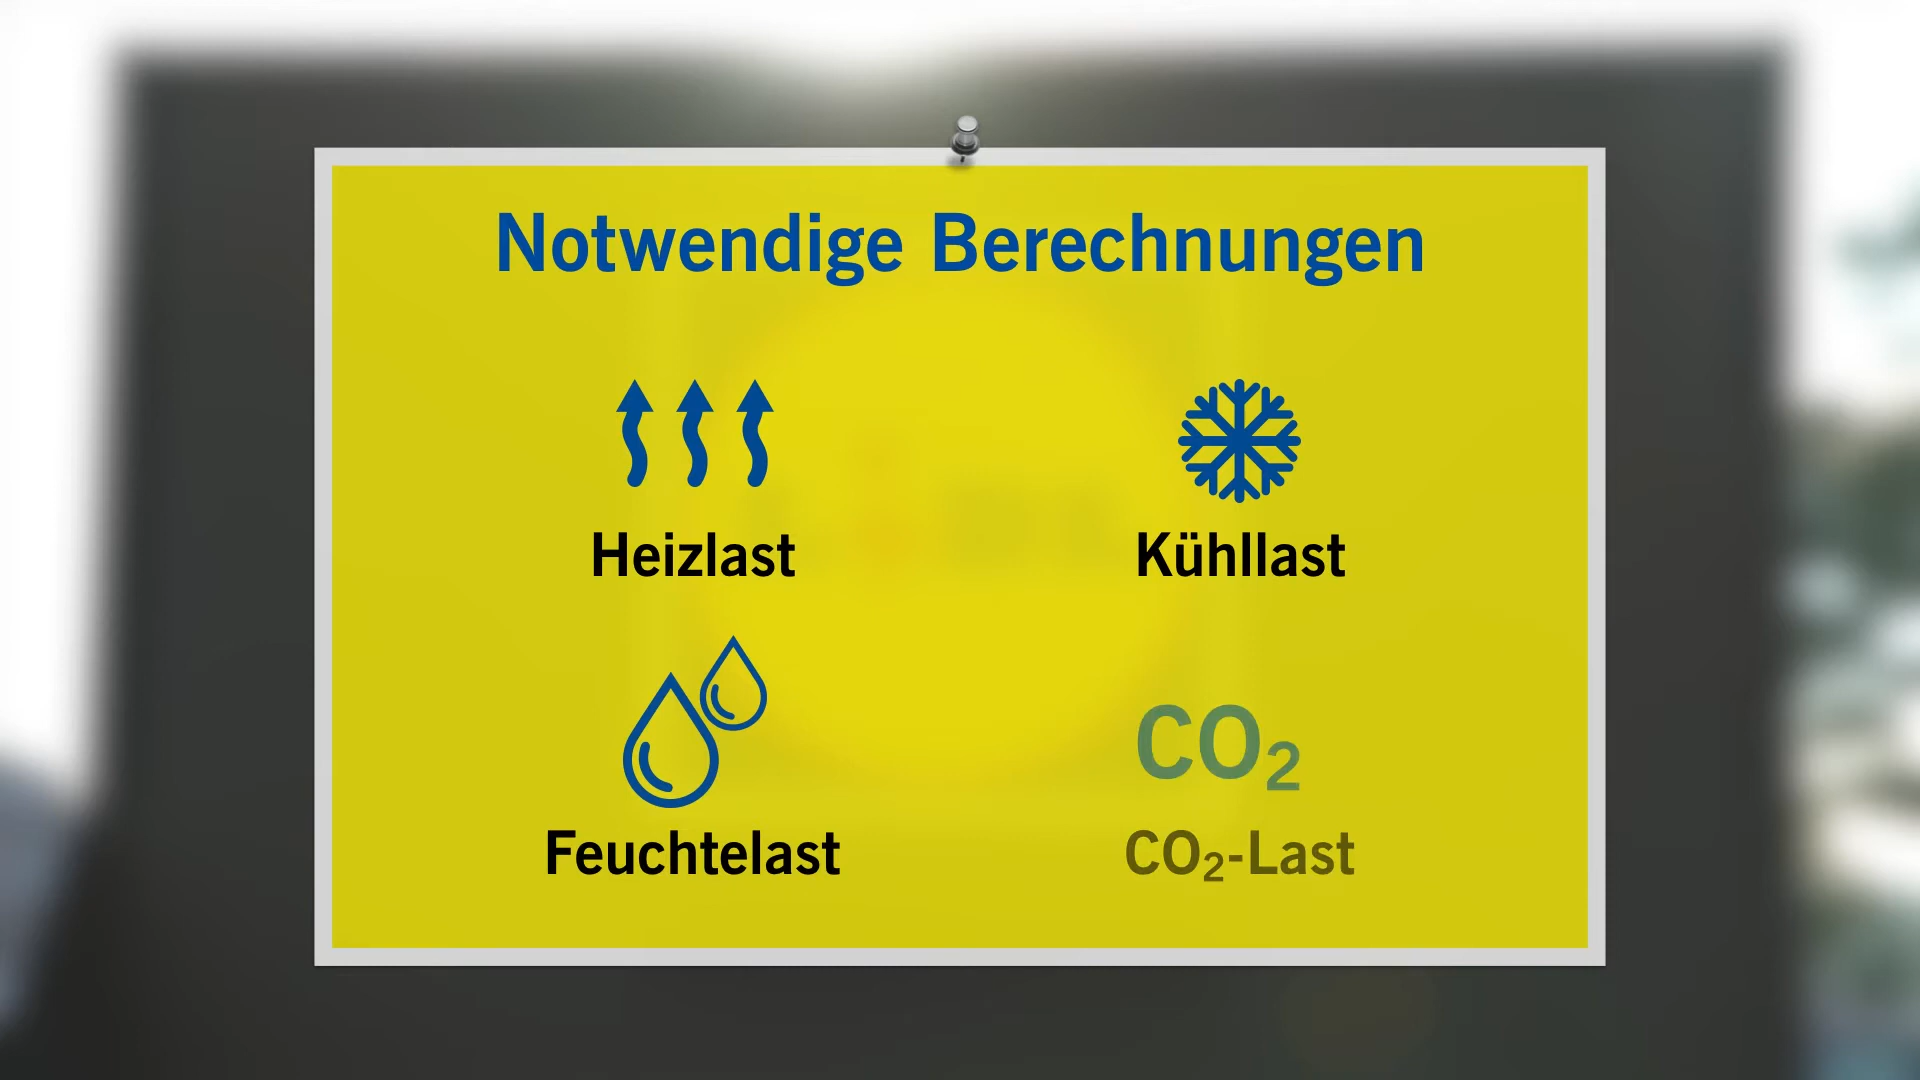 Notwendige Berechnungen
Heizlast
Kühllast
Feuchtelast
CO₂
CO₂-Last